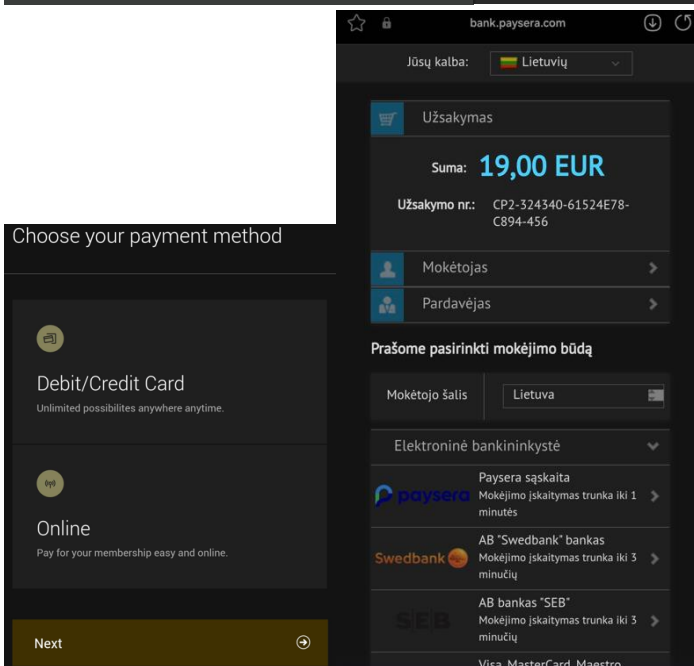 Choose your payment method
Debit/Credit Card
Unlimited possibilites anywhere anytime.
Online
Pay for your membership easy and online.
Next
bank.paysera.com
Jūsų kalba:
Lietuvių
Užsakymas
Suma: 19,00 EUR
Užsakymo nr.: CP2-324340-61524E78-
C894-456
Mokėtojas
Pardavėjas
Prašome pasirinkti mokėjimo būdą
Mokėtojo šalis
Lietuva
Elektroninė bankininkystė
paysera
Paysera sąskaita
Mokėjimo įskaitymas trunka iki 1
minutės
Swedbank
AB "Swedbank" bankas
Mokėjimo įskaitymas trunka iki 3
minučių
SEB
AB bankas "SEB"
Mokėjimo įskaitymas trunka iki 3
minučių
Visa, MasterCard, Maestro